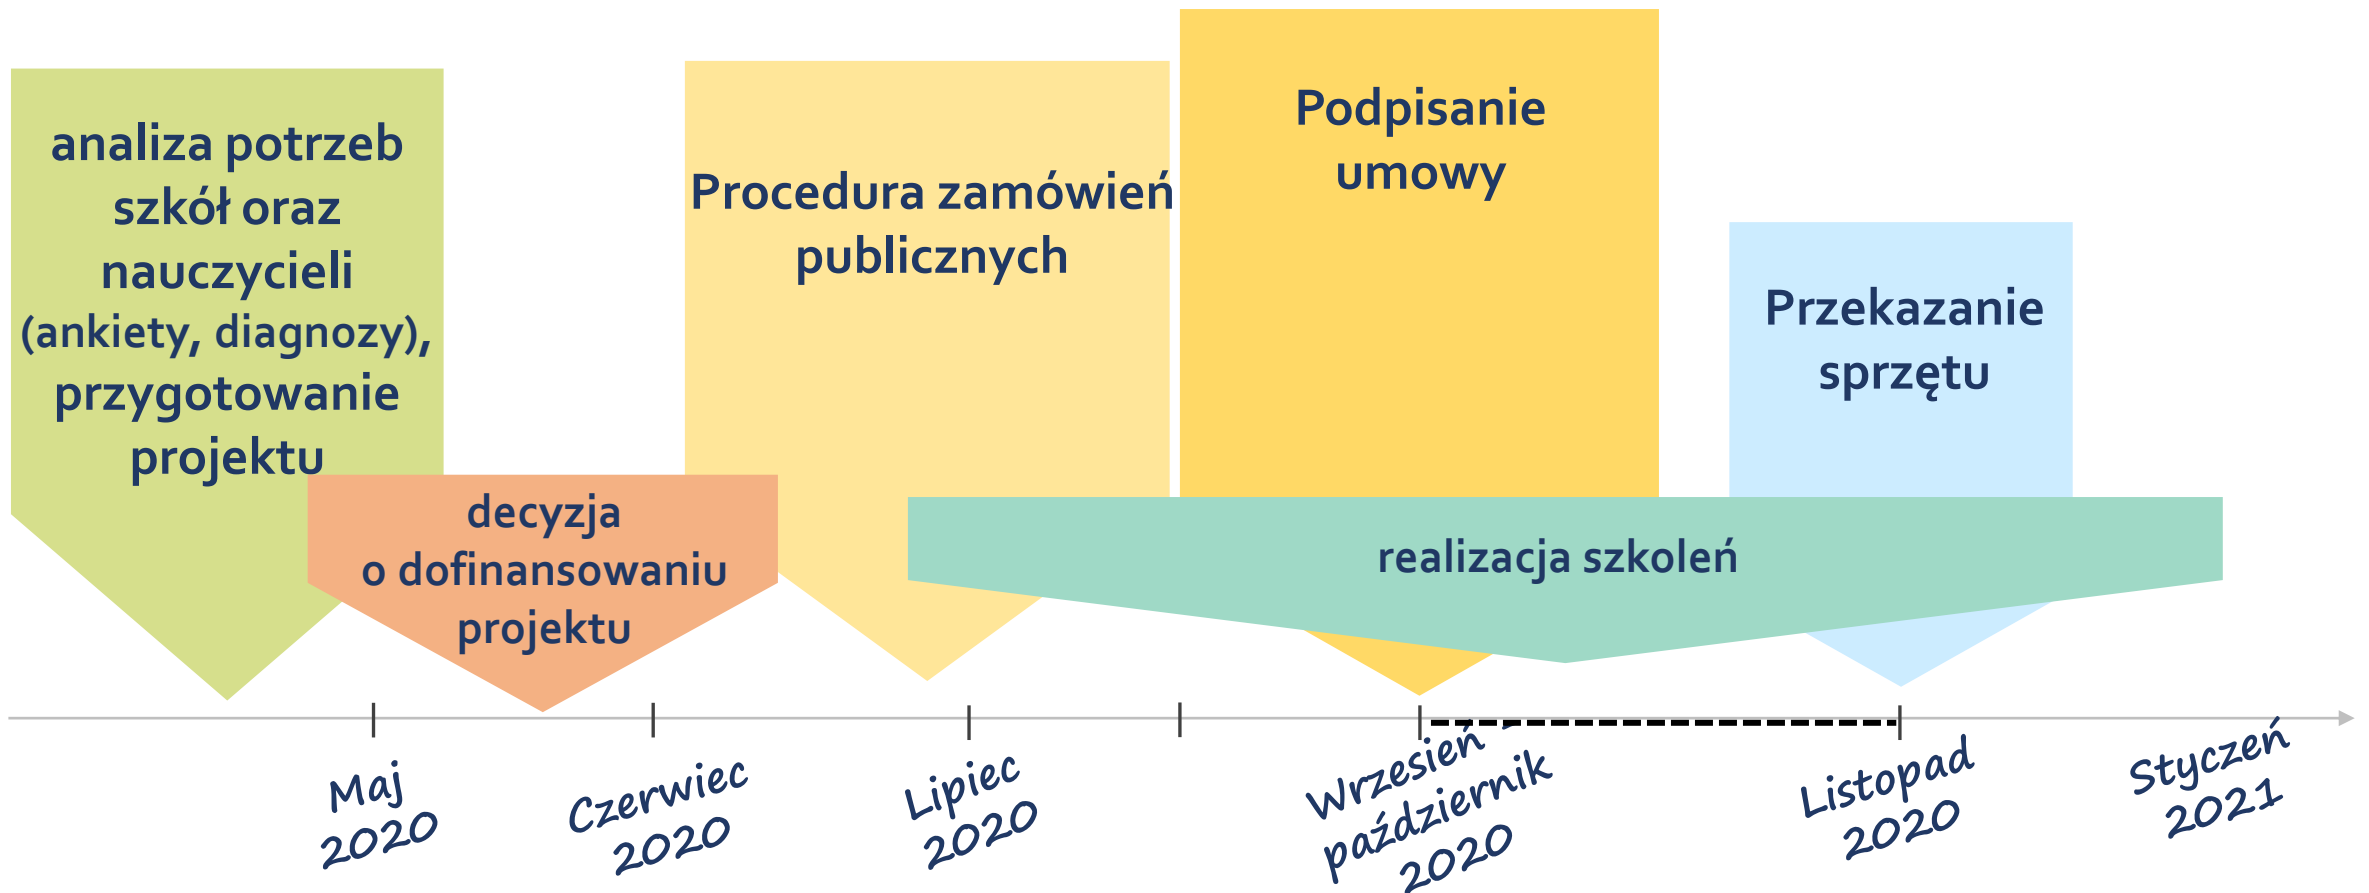 analiza potrzeb
szkół oraz
nauczycieli
(ankiety, diagnozy),
przygotowanie
projektu
decyzja
o dofinansowaniu
projektu
Procedura zamówień
publicznych
Podpisanie
umowy
Przekazanie
sprzętu
realizacja szkoleń
Maj
2020
Czerwiec
2020
Lipiec
2020
Wrzesień -
październik
2020
Listopad
2020
Styczeń
2021